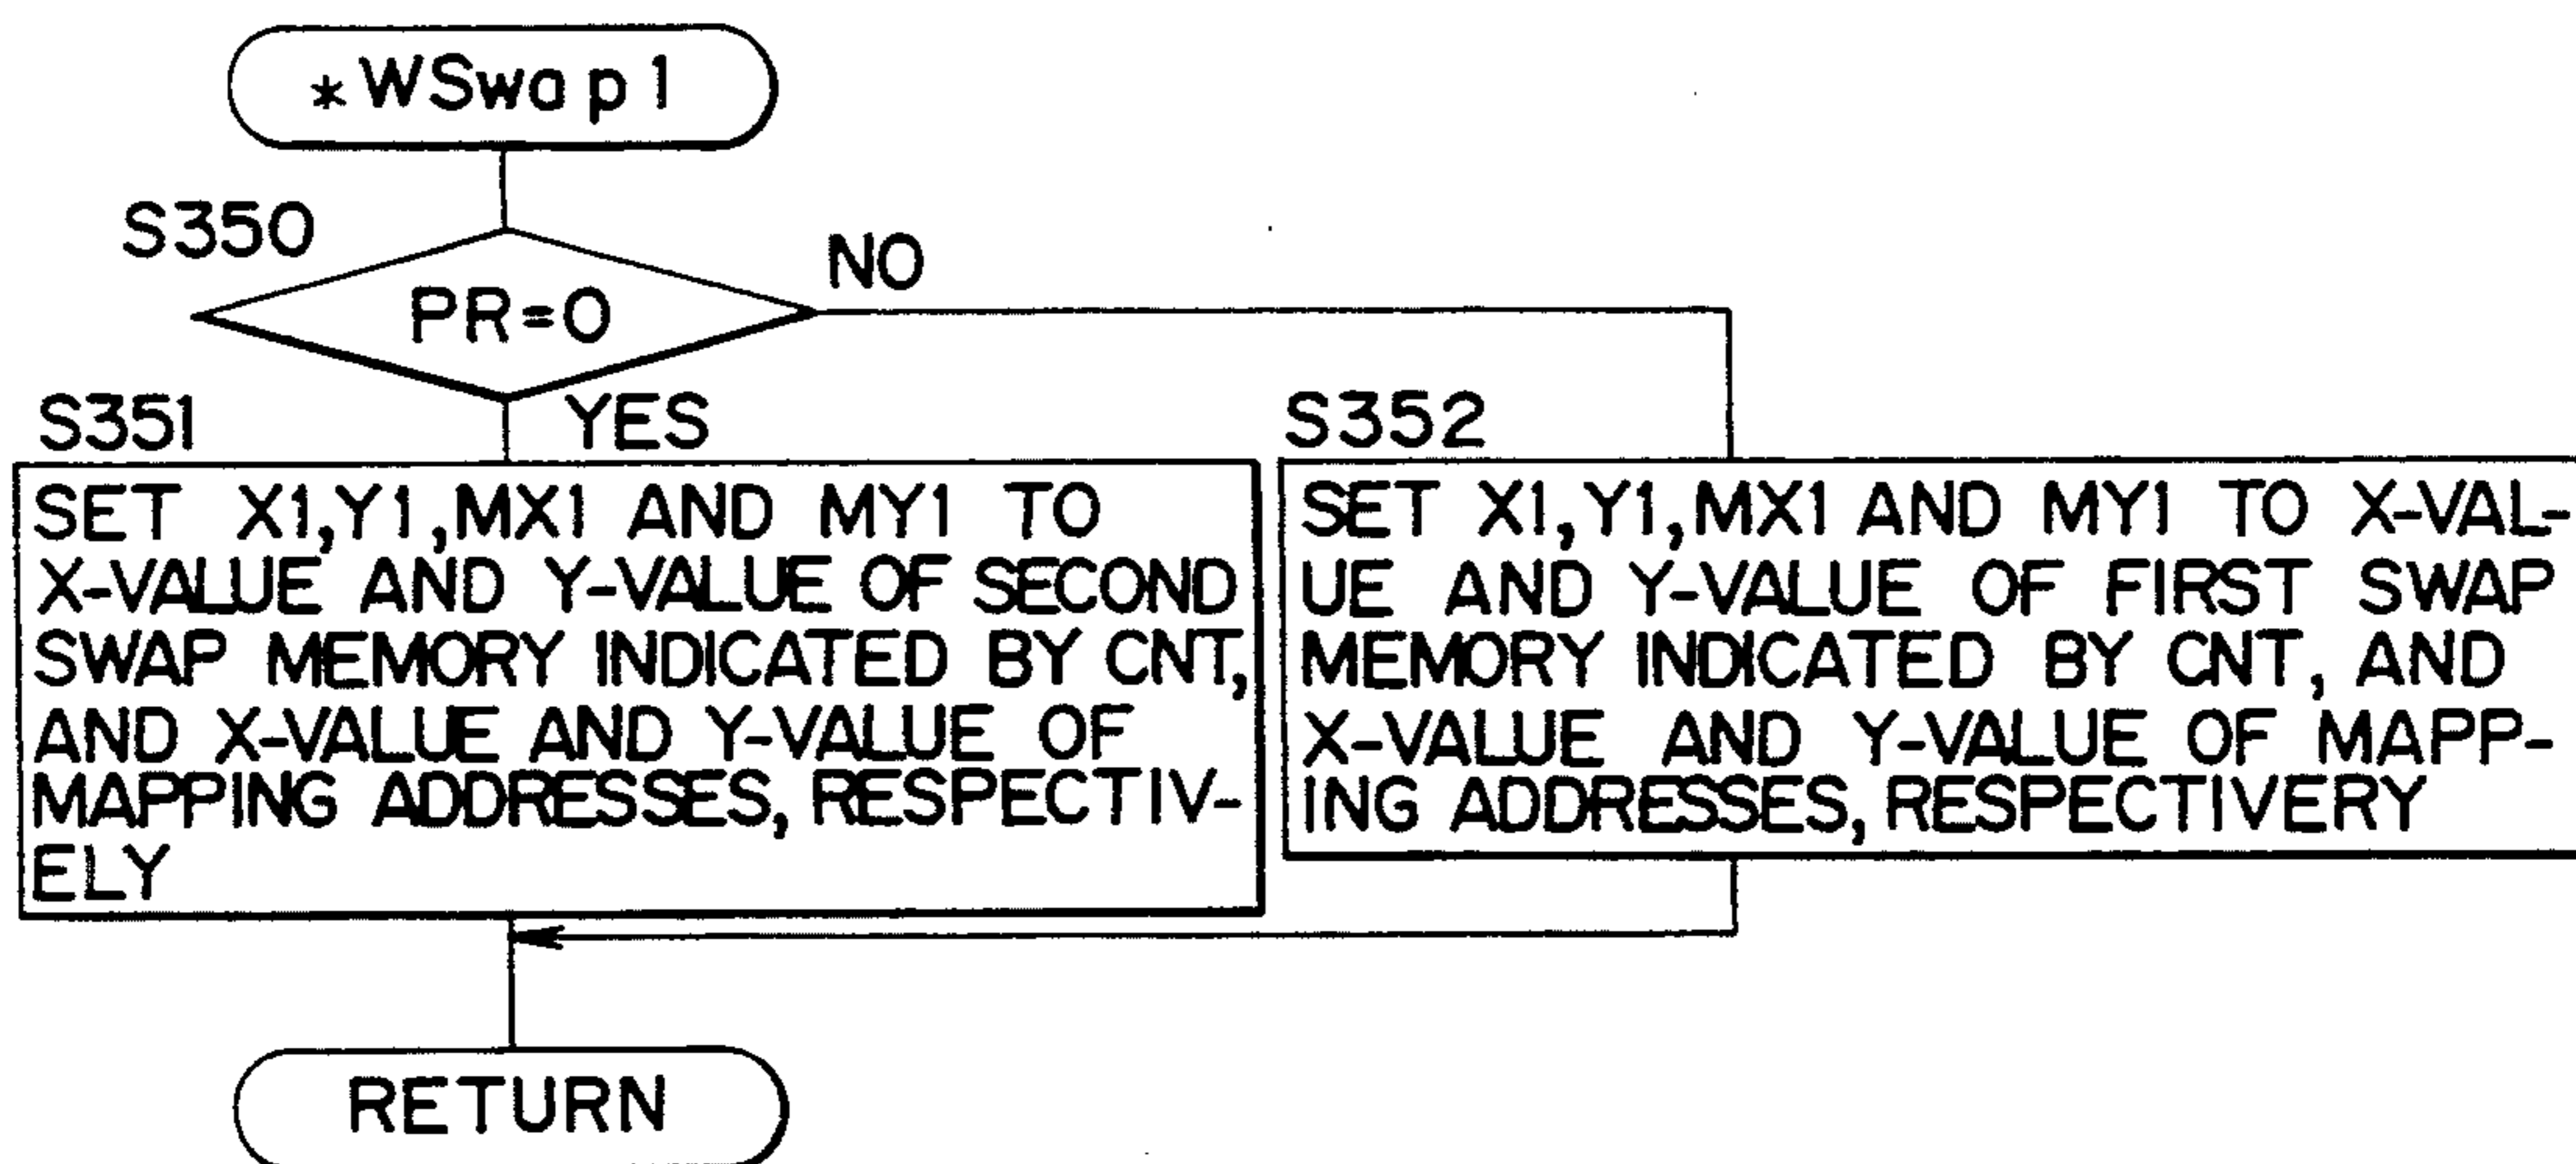 *WSwap1
S350
PR=0
NO
S351
YES
SET X1,Y1,MX1 AND MY1 TO
X-VALUE AND Y-VALUE OF SECOND
SWAP MEMORY INDICATED BY CNT,
AND X-VALUE AND Y-VALUE OF
MAPPING ADDRESSES, RESPECTIV-
ELY
S352
SET X1,Y1,MX1 AND MY1 TO X-VAL-
UE AND Y-VALUE OF FIRST SWAP
MEMORY INDICATED BY CNT, AND
X-VALUE AND Y-VALUE OF MAPP-
ING ADDRESSES, RESPECTIVERY
RETURN